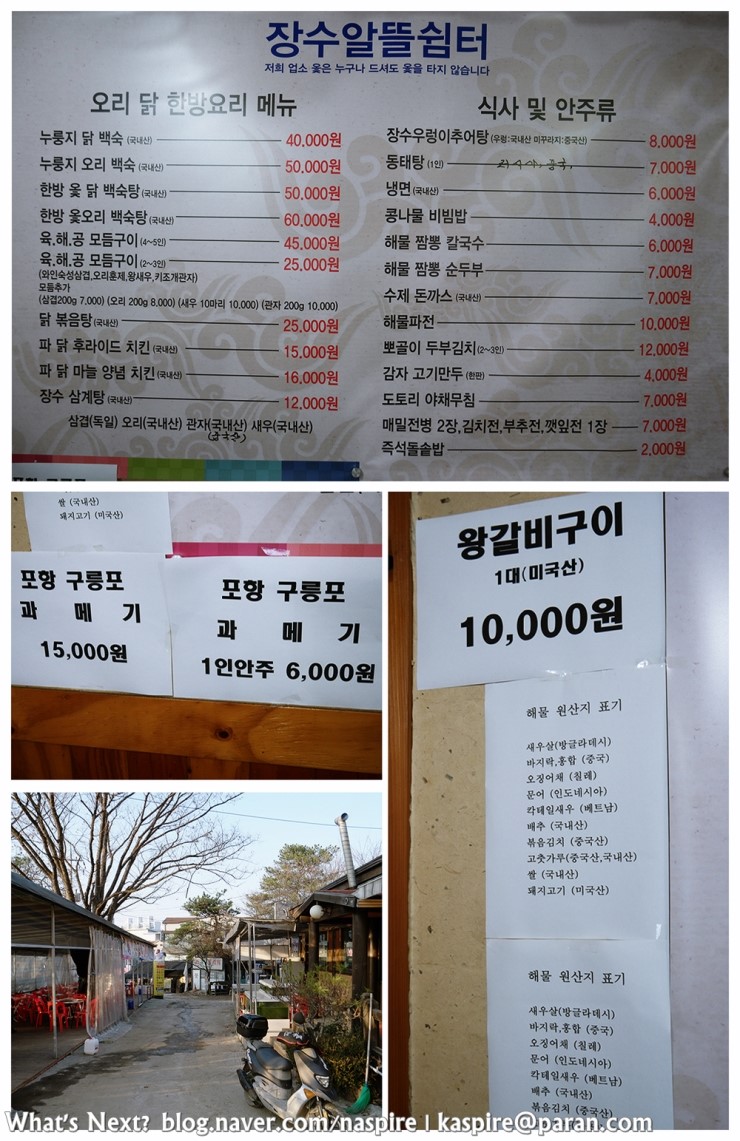 장수알뜰쉼터
저희 업소 옻은 누구나 드셔도 옻을 타지 않습니다
오리 닭 한방요리 메뉴
누룽지 닭 백숙 (국내산) 40,000원
누룽지 오리 백숙 (국내산) 50,000원
한방 옻 닭 백숙탕 (국내산) 50,000원
한방 옻오리 백숙탕 (국내산) 60,000원
육.해.공 모듬구이 (4~5인) 45,000원
육.해.공 모듬구이 (2~3인) 25,000원
(와인숙성삼겹,오리훈제,왕새우,키조개관자)
모듬추가
(삼겹200g 7,000) (오리 200g 8,000) (새우 10마리 10,000) (관자 200g 10,000)
닭 볶음탕 (국내산) 25,000원
파 닭 후라이드 치킨 (국내산) 15,000원
파 닭 마늘 양념 치킨 (국내산) 16,000원
장수 삼계탕 (국내산) 12,000원
삼겹(독일) 오리(국내산) 관자(국내산) 새우(국내산)
식사 및 안주류
장수우렁이추어탕 (우렁:국내산 미꾸라지:중국산) 8,000원
동태탕 (1인) 7,000원
냉면 (국내산) 6,000원
콩나물 비빔밥 4,000원
해물 짬뽕 칼국수 6,000원
해물 짬뽕 순두부 7,000원
수제 돈까스 (국내산) 7,000원
해물파전 10,000원
뽀골이 두부김치 (2~3인) 12,000원
감자 고기만두 (한판) 4,000원
도토리 야채무침 7,000원
매밀전병 2장,김치전,부추전,깻잎전 1장 7,000원
즉석돌솥밥 2,000원
쌀 (국내산)
돼지고기 (미국산)
포항 구룡포
과 메 기
15,000원
포항 구룡포
과 메 기
1인안주 6,000원
왕갈비구이
1대(미국산)
10,000원
해물 원산지 표기
새우살(방글라데시)
바지락,홍합 (중국)
오징어채 (칠레)
문어 (인도네시아)
칵테일새우 (베트남)
배추 (국내산)
볶음김치 (중국산)
고춧가루(중국산,국내산)
쌀 (국내산)
돼지고기 (미국산)
해물 원산지 표기
새우살(방글라데시)
바지락,홍합 (중국)
오징어채 (칠레)
문어 (인도네시아)
칵테일새우 (베트남)
배추 (국내산)
볶음김치 (중국산)
What's Next? blog.naver.com/naspire | kaspire@paran.com